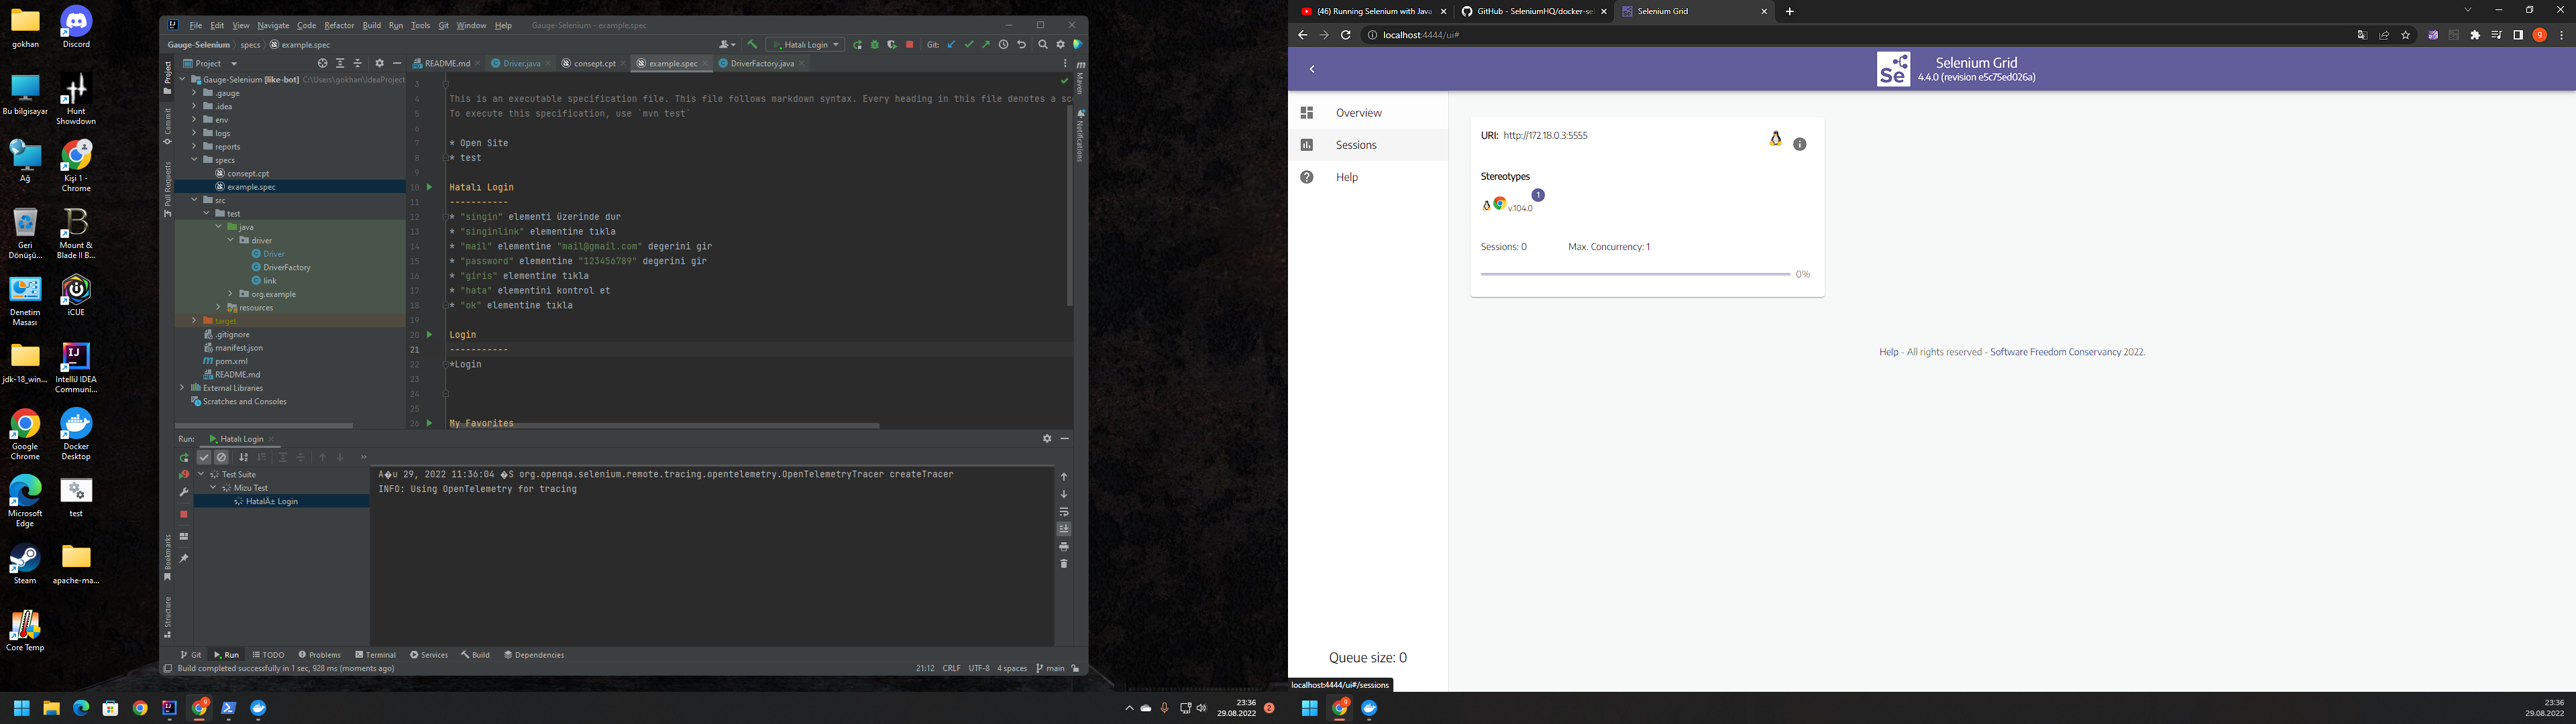 gokhan
Discord
Bu bilgisayar
Hunt
Showdown
Ağ
Kişi 1 -
Chrome
Geri
Dönüşü...
Mount &
Blade II B...
Denetim
Masası
iCUE
jdk-18_win...
IntelliJ IDEA
Communi...
Google
Chrome
Docker
Desktop
Microsoft
Edge
test
Steam
apache-ma...
Core Temp
File Edit View Navigate Code Refactor Build Run Tools Git Window Help Gauge-Selenium - example.spec
Gauge-Selenium specs example.spec
Hatalı Login
Git:
Project
README.md Driver.java consept.cpt example.spec DriverFactory.java
Project
Commit
Pull Requests
Bookmarks
Structure
Maven
Notifications
Gauge-Selenium [like-bot] C:\Users\gokhan\IdeaProject
.gauge
.idea
env
logs
reports
specs
consept.cpt
example.spec
src
test
java
driver
Driver
DriverFactory
link
org.example
resources
target
.gitignore
manifest.json
pom.xml
README.md
External Libraries
Scratches and Consoles
3
4 This is an executable specification file. This file follows markdown syntax. Every heading in this file denotes a sc
5 To execute this specification, use `mvn test`
6
7 * Open Site
8 * test
9
10 Hatalı Login
11 -----------
12 * "singin" elementi üzerinde dur
13 * "singinlink" elementine tıkla
14 * "mail" elementine "mail@gmail.com" degerini gir
15 * "password" elementine "123456789" degerini gir
16 * "giris" elementine tıkla
17 * "hata" elementini kontrol et
18 * "ok" elementine tıkla
19
20 Login
21 -----------
22 *Login
23
24
25
26 My Favorites
Run: Hatalı Login
Test Suite
Mizu Test
HatalÄ± Login
A�u 29, 2022 11:36:04 �S org.openqa.selenium.remote.tracing.opentelemetry.OpenTelemetryTracer createTracer
INFO: Using OpenTelemetry for tracing
Git Run TODO Problems Terminal Services Build Dependencies
Build completed successfully in 1 sec, 928 ms (moments ago)
21:12 CRLF UTF-8 4 spaces main
23:36
29.08.2022
2
(46) Running Selenium with Java
GitHub - SeleniumHQ/docker-sel
Selenium Grid
localhost:4444/ui#
g
Se
Selenium Grid
4.4.0 (revision e5c75ed026a)
Overview
Sessions
Help
URI: http://172.18.0.3:5555
Stereotypes
1
v.104.0
Sessions: 0 Max. Concurrency: 1
0%
Help - All rights reserved - Software Freedom Conservancy 2022.
Queue size: 0
localhost:4444/ui#/sessions
23:36
29.08.2022